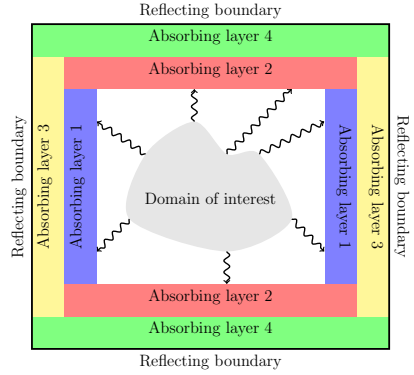 Reflecting boundary
Absorbing layer 4
Absorbing layer 2
Reflecting boundary
Absorbing layer 3
Absorbing layer 1
Domain of interest
Absorbing layer 1
Absorbing layer 3
Reflecting boundary
Absorbing layer 2
Absorbing layer 4
Reflecting boundary